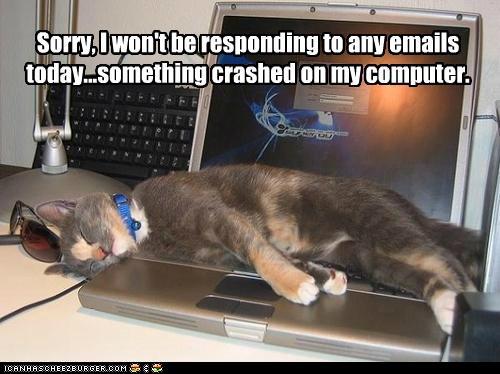 Sorry, I won't be responding to any emails
today...something crashed on my computer.
ICANHASCHEEZBURGER.COM